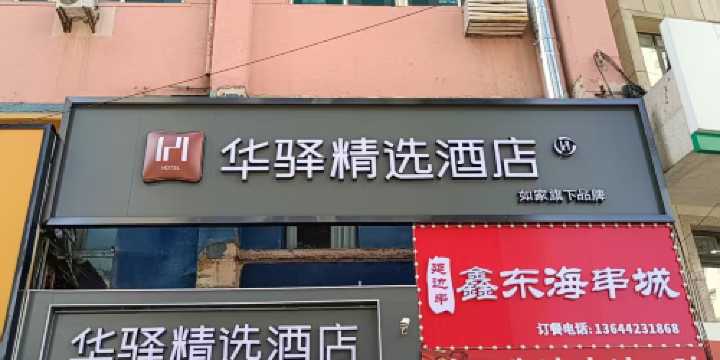 华驿精选酒店
HOTEL
H
如家旗下品牌
延边串
鑫东海串城
订餐电话: 13644231868
华驿精选酒店